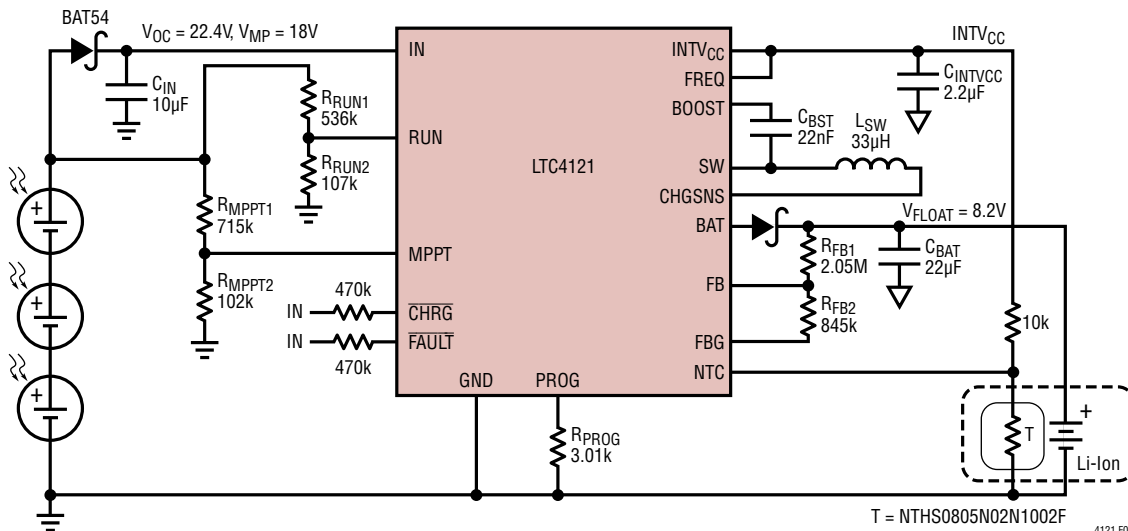 BAT54
V_OC = 22.4V, V_MP = 18V
C_IN
10µF
R_RUN1
536k
R_RUN2
107k
R_MPPT1
715k
R_MPPT2
102k
+
+
+
IN
470k
IN
470k
IN
RUN
MPPT
CHRG
FAULT
GND
PROG
LTC4121
INTV_CC
FREQ
BOOST
SW
CHGSNS
BAT
FB
FBG
NTC
R_PROG
3.01k
INTV_CC
C_INTVCC
2.2µF
C_BST
22nF
L_SW
33µH
V_FLOAT = 8.2V
R_FB1
2.05M
C_BAT
22µF
R_FB2
845k
10k
T
+
Li-Ion
T = NTHS0805N02N1002F